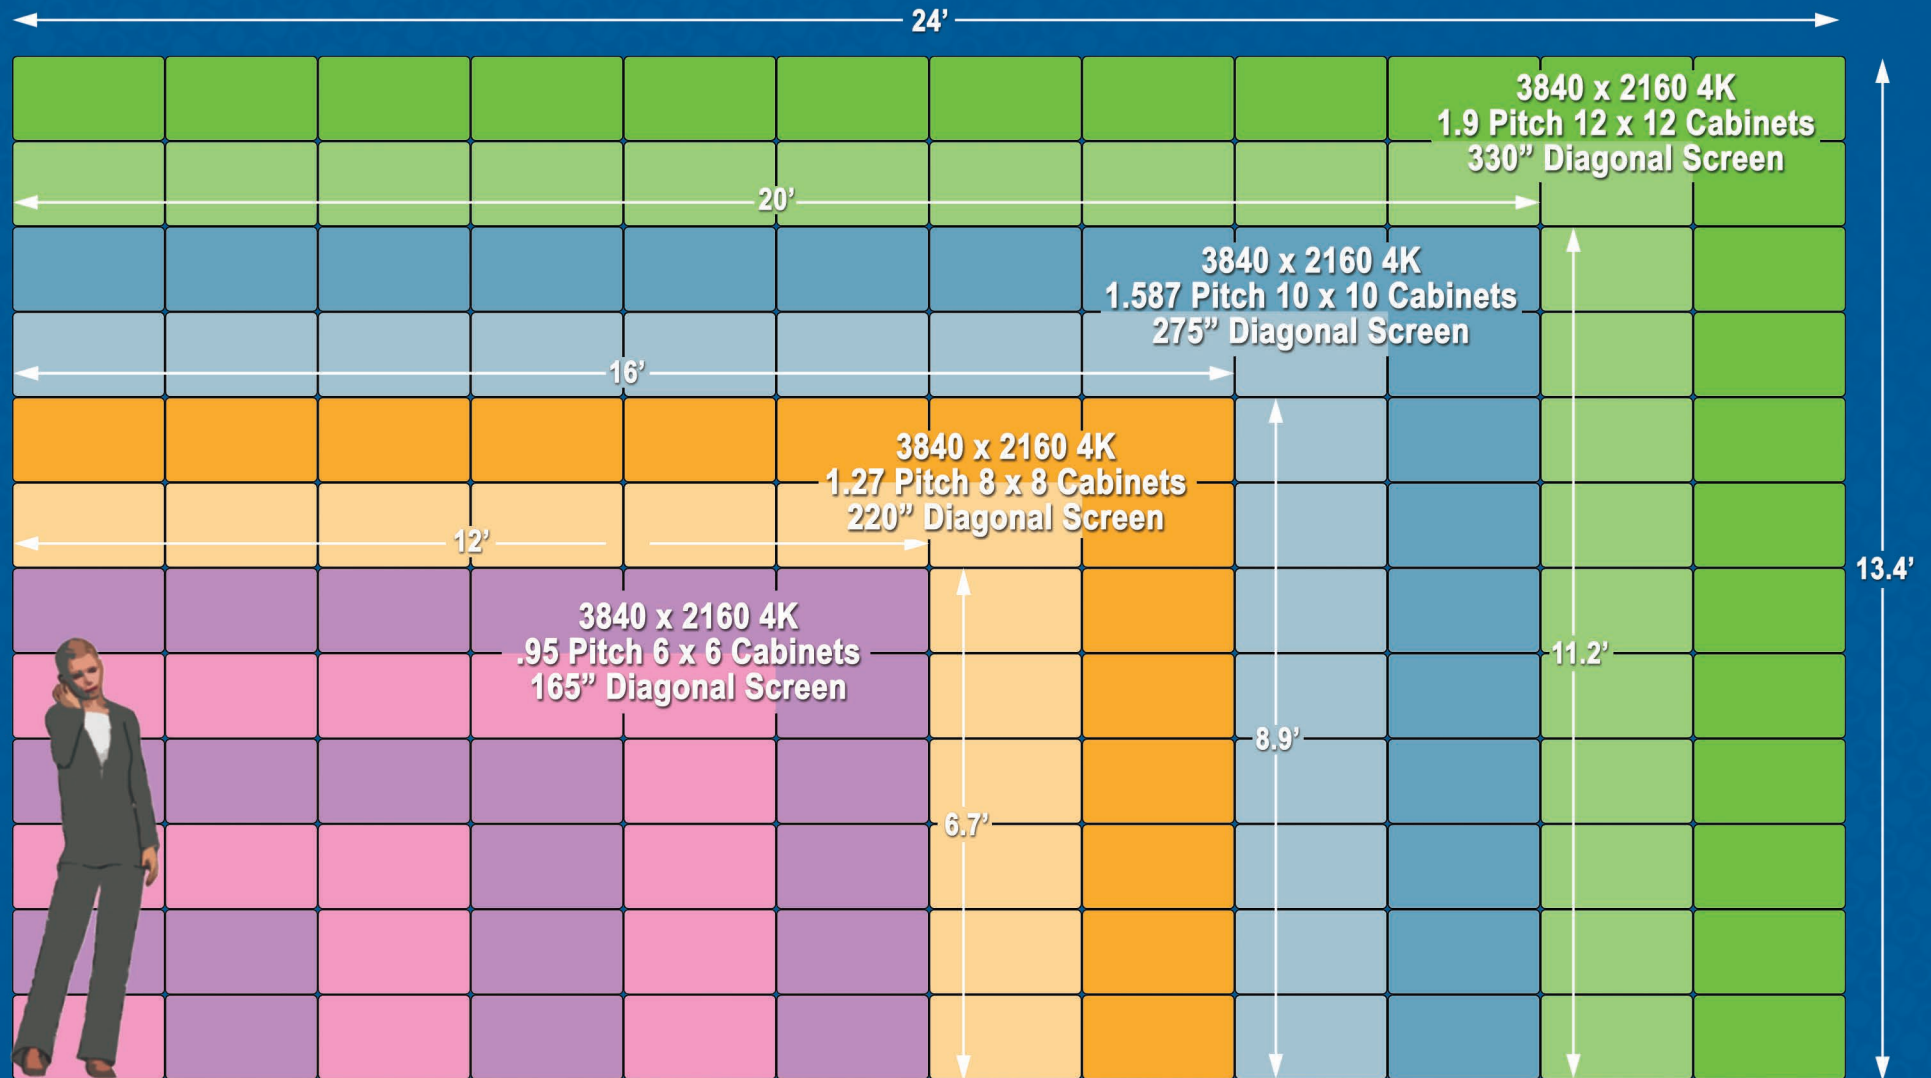 24’
3840 x 2160 4K
1.9 Pitch 12 x 12 Cabinets
330” Diagonal Screen
20’
3840 x 2160 4K
1.587 Pitch 10 x 10 Cabinets
275” Diagonal Screen
16’
3840 x 2160 4K
1.27 Pitch 8 x 8 Cabinets
220” Diagonal Screen
12’
13.4’
3840 x 2160 4K
.95 Pitch 6 x 6 Cabinets
165” Diagonal Screen
11.2’
8.9’
6.7’